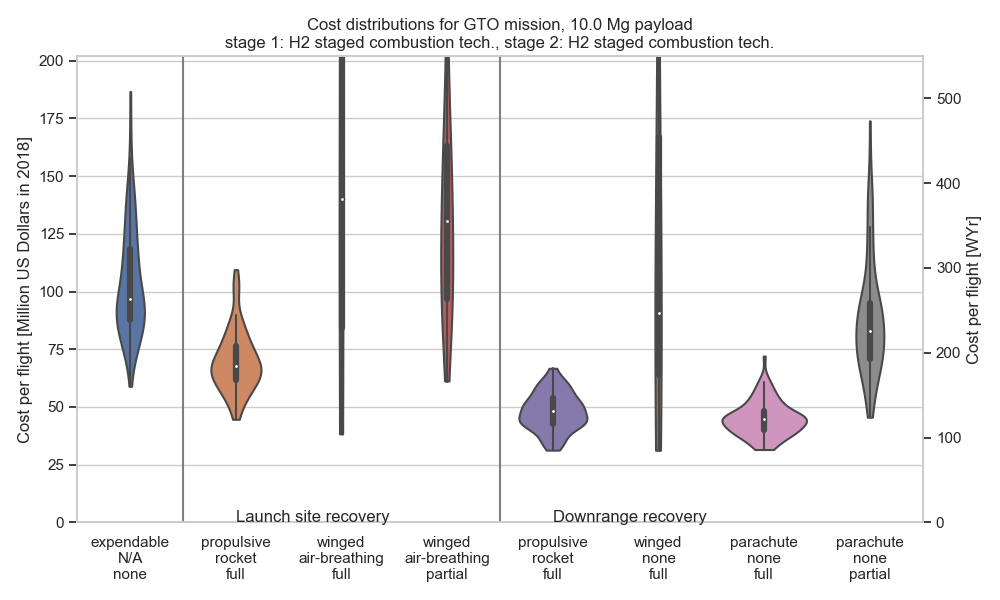 Cost distributions for GTO mission, 10.0 Mg payload
stage 1: H2 staged combustion tech., stage 2: H2 staged combustion tech.
Cost per flight [Million US Dollars in 2018]
200
175
150
125
100
75
50
25
0
500
400
300
200
100
0
Cost per flight [WYr]
Launch site recovery
Downrange recovery
expendable
N/A
none
propulsive
rocket
full
winged
air-breathing
full
winged
air-breathing
partial
propulsive
rocket
full
winged
none
full
parachute
none
full
parachute
none
partial